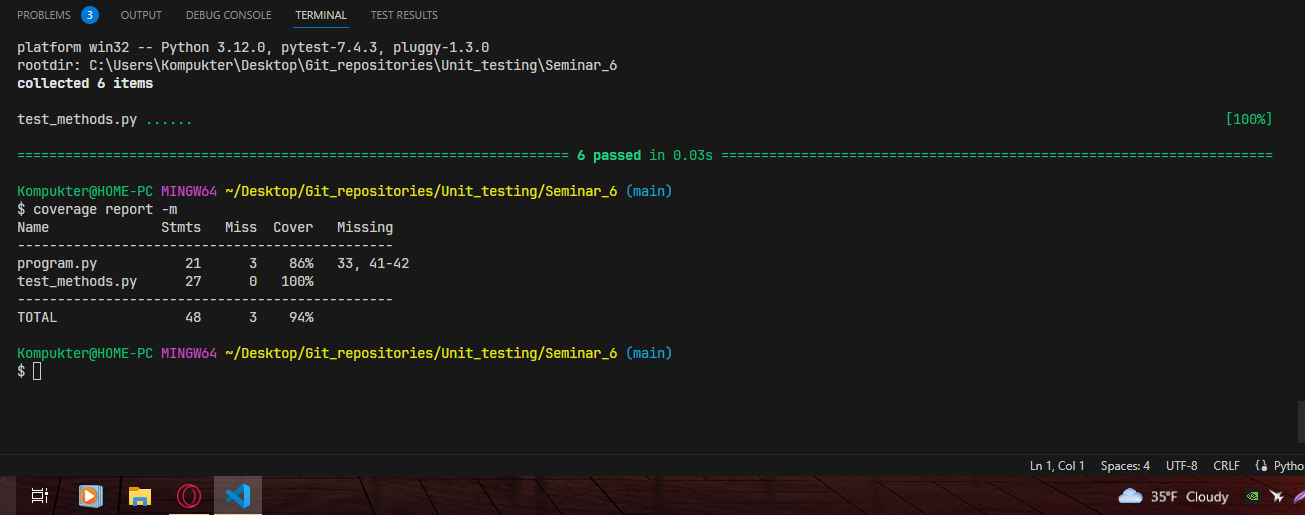 PROBLEMS 3 OUTPUT DEBUG CONSOLE TERMINAL TEST RESULTS
platform win32 -- Python 3.12.0, pytest-7.4.3, pluggy-1.3.0
rootdir: C:\Users\Kompukter\Desktop\Git_repositories\Unit_testing\Seminar_6
collected 6 items
test_methods.py ...... [100%]
===================================================================== 6 passed in 0.03s =====================================================================
Kompukter@HOME-PC MINGW64 ~/Desktop/Git_repositories/Unit_testing/Seminar_6 (main)
$ coverage report -m
Name              Stmts   Miss  Cover   Missing
-----------------------------------------------
program.py           21      3    86%   33, 41-42
test_methods.py      27      0   100%
-----------------------------------------------
TOTAL                48      3    94%
Kompukter@HOME-PC MINGW64 ~/Desktop/Git_repositories/Unit_testing/Seminar_6 (main)
$
Ln 1, Col 1 Spaces: 4 UTF-8 CRLF Pytho
35°F Cloudy